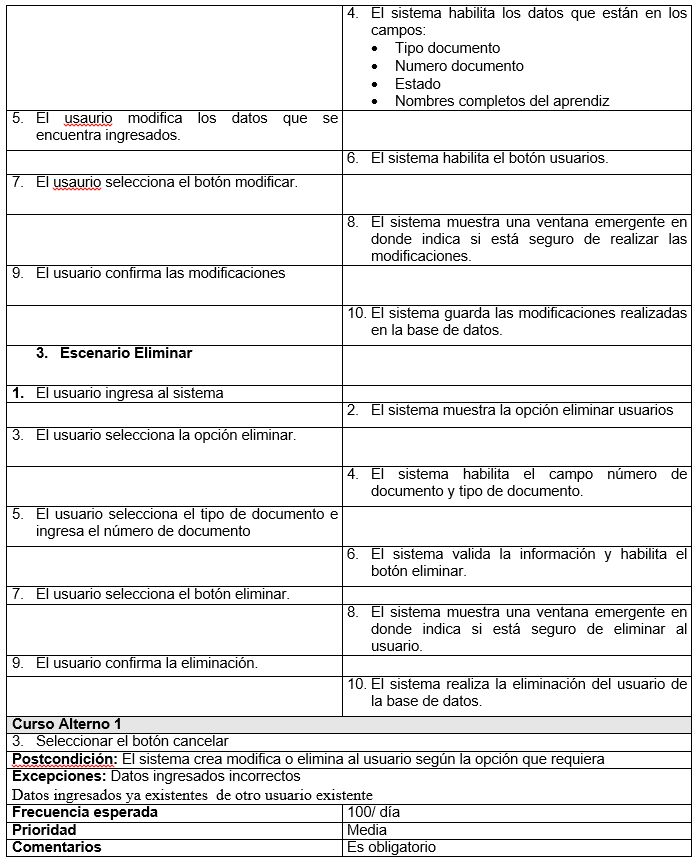 4. El sistema habilita los datos que están en los
campos:
• Tipo documento
• Numero documento
• Estado
• Nombres completos del aprendiz
5. El usaurio modifica los datos que se
encuentra ingresados.
6. El sistema habilita el botón usuarios.
7. El usaurio selecciona el botón modificar.
8. El sistema muestra una ventana emergente en
donde indica si está seguro de realizar las
modificaciones.
9. El usuario confirma las modificaciones
10. El sistema guarda las modificaciones realizadas
en la base de datos.
3. Escenario Eliminar
1. El usuario ingresa al sistema
2. El sistema muestra la opción eliminar usuarios
3. El usuario selecciona la opción eliminar.
4. El sistema habilita el campo número de
documento y tipo de documento.
5. El usuario selecciona el tipo de documento e
ingresa el número de documento
6. El sistema valida la información y habilita el
botón eliminar.
7. El usuario selecciona el botón eliminar.
8. El sistema muestra una ventana emergente en
donde indica si está seguro de eliminar al
usuario.
9. El usuario confirma la eliminación.
10. El sistema realiza la eliminación del usuario de
la base de datos.
Curso Alterno 1
3. Seleccionar el botón cancelar
Postcondición: El sistema crea modifica o elimina al usuario según la opción que requiera
Excepciones: Datos ingresados incorrectos
Datos ingresados ya existentes de otro usuario existente
Frecuencia esperada 100/ día
Prioridad Media
Comentarios Es obligatorio